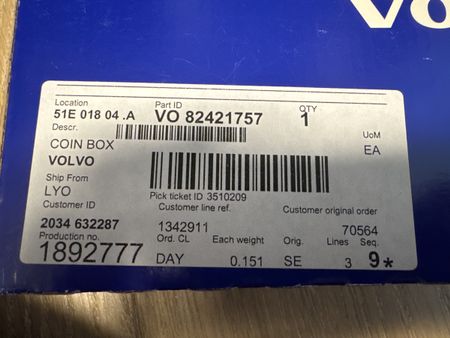 VO
Location Part ID QTY
51E 018 04 .A VO 82421757 1
Descr. UoM
COIN BOX EA
VOLVO
Ship From
LYO Pick ticket ID 3510209
Customer ID Customer line ref. Customer original order
2034 632287 1342911 70564
Production no. Ord. CL Each weight Orig. Lines Seq.
1892777 DAY 0.151 SE 3 9*